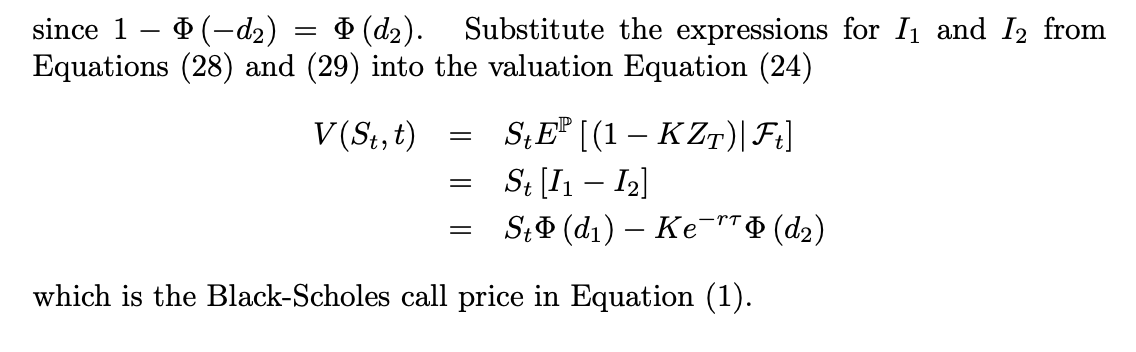 since 1 − Φ (−d₂) = Φ (d₂). Substitute the expressions for I₁ and I₂ from
Equations (28) and (29) into the valuation Equation (24)
V(Sₜ, t) = SₜE^ℙ [(1 − KZ_T)| ℱₜ]
= Sₜ [I₁ − I₂]
= SₜΦ (d₁) − Ke^{−rτ}Φ (d₂)
which is the Black-Scholes call price in Equation (1).